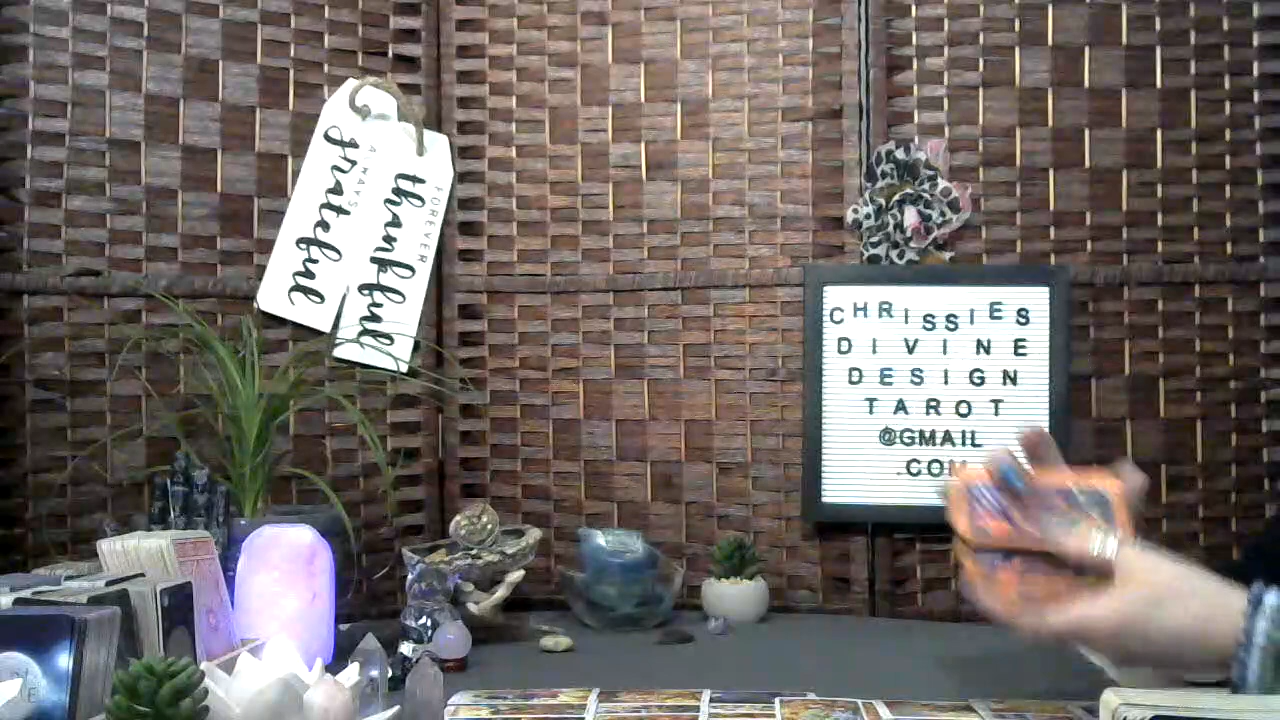 FOREVER
thankful
ALWAYS
grateful
CHRISSIES
DIVINE
DESIGN
TAROT
@GMAIL
.COM